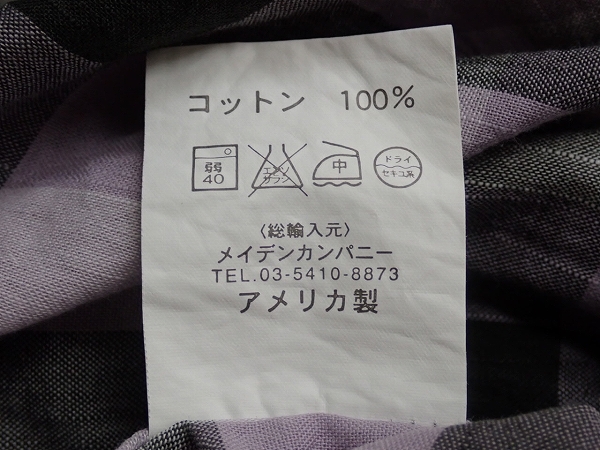 コットン 100%
弱 40 エンソ サラシ 中 ドライ セキユ系
〈総輸入元〉
メイデンカンパニー
TEL.03-5410-8873
アメリカ製